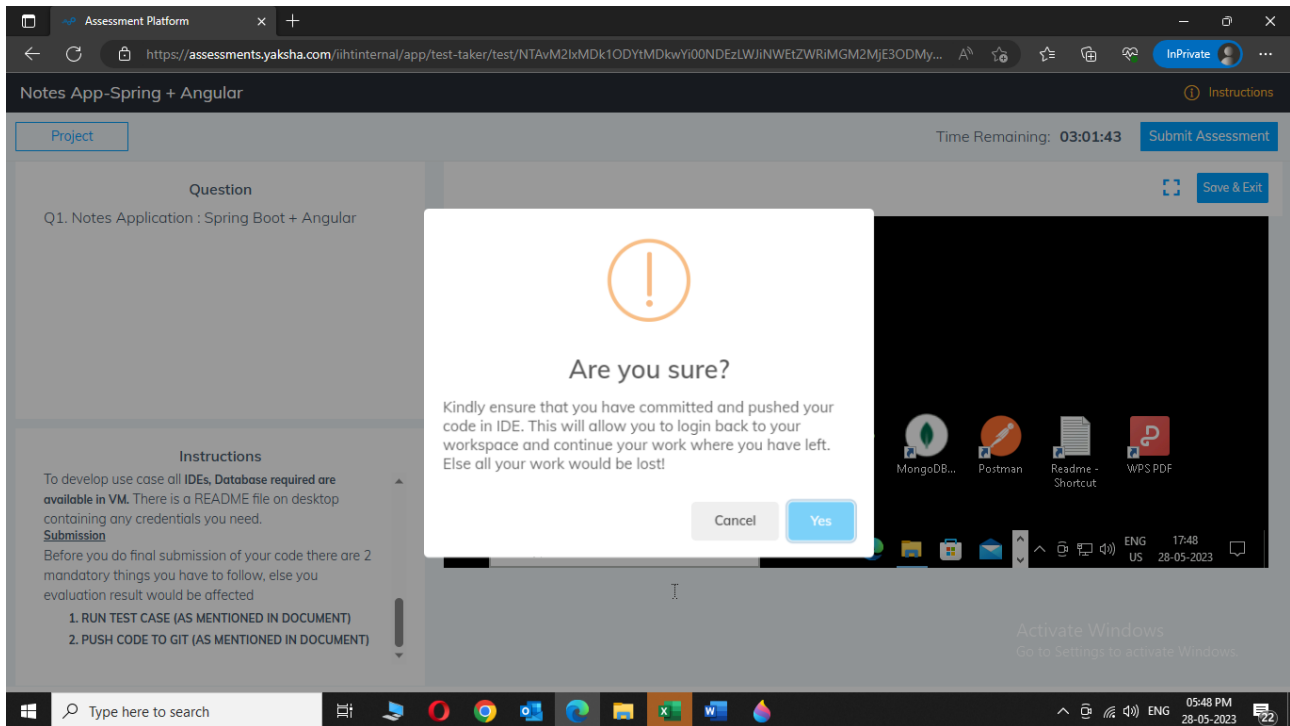 Assessment Platform
https://assessments.yaksha.com/iihtinternal/app/test-taker/test/NTAvM2IxMDk1ODYtMDkwYi00NDEzLWJiNWEtZWRiMGM2MjE3ODMy...
InPrivate
Notes App-Spring + Angular
Instructions
Project
Time Remaining: 03:01:43
Submit Assessment
Question
Save & Exit
Q1. Notes Application : Spring Boot + Angular
Are you sure?
Kindly ensure that you have committed and pushed your
code in IDE. This will allow you to login back to your
workspace and continue your work where you have left.
Else all your work would be lost!
Cancel
Yes
MongoDB...
Postman
Readme -
Shortcut
WPS PDF
Instructions
To develop use case all IDEs, Database required are
available in VM. There is a README file on desktop
containing any credentials you need.
Submission
Before you do final submission of your code there are 2
mandatory things you have to follow, else you
evaluation result would be affected
1. RUN TEST CASE (AS MENTIONED IN DOCUMENT)
2. PUSH CODE TO GIT (AS MENTIONED IN DOCUMENT)
ENG
US
17:48
28-05-2023
Activate Windows
Go to Settings to activate Windows.
Type here to search
ENG
05:48 PM
28-05-2023
22